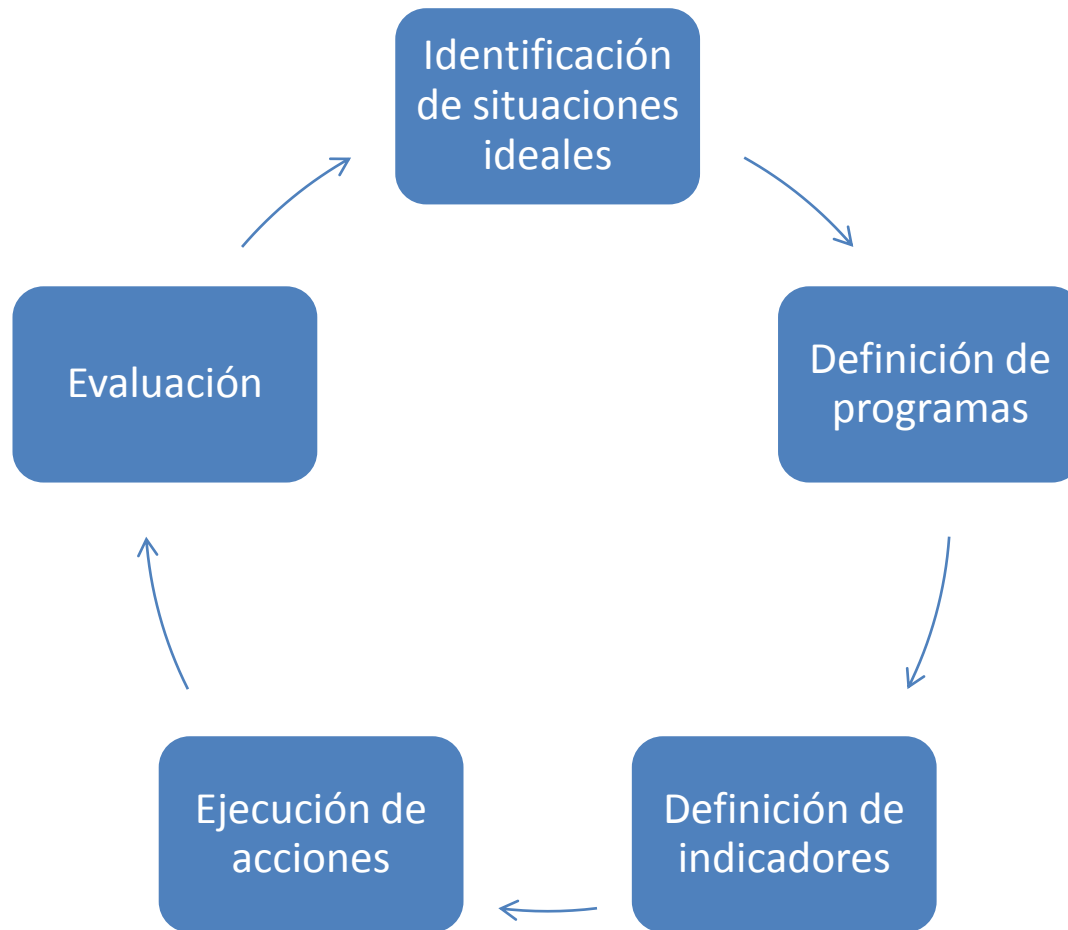 Identificación
de situaciones
ideales
Definición de
programas
Definición de
indicadores
Ejecución de
acciones
Evaluación